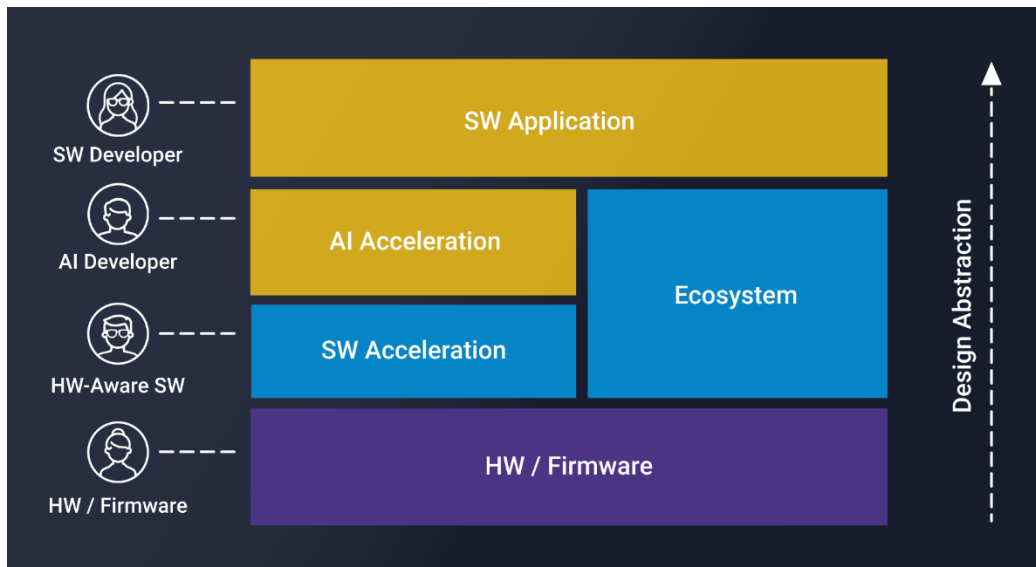 SW Developer
SW Application
AI Developer
AI Acceleration
Ecosystem
HW-Aware SW
SW Acceleration
HW / Firmware
HW / Firmware
Design Abstraction